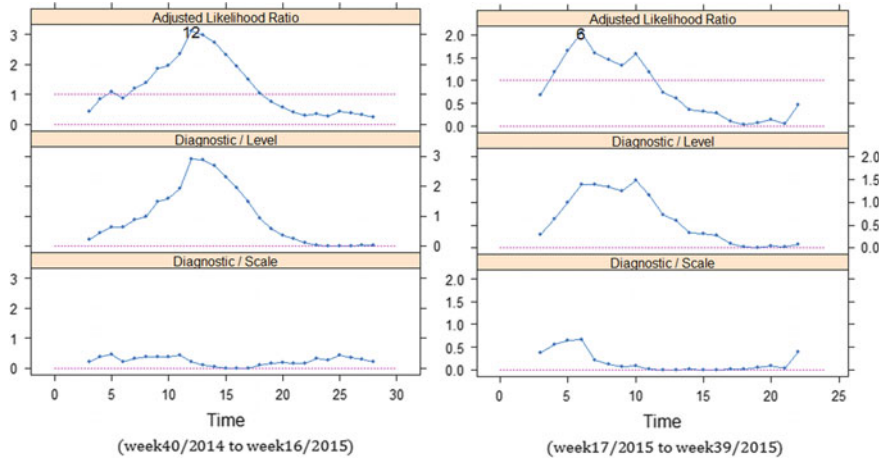 Adjusted Likelihood Ratio
12
3
2
1
0
Diagnostic / Level
3
2
1
0
Diagnostic / Scale
3
2
1
0
0 5 10 15 20 25 30
Time
(week40/2014 to week16/2015)
Adjusted Likelihood Ratio
6
2.0
1.5
1.0
0.5
0.0
Diagnostic / Level
2.0
1.5
1.0
0.5
0.0
Diagnostic / Scale
2.0
1.5
1.0
0.5
0.0
0 5 10 15 20 25
Time
(week17/2015 to week39/2015)